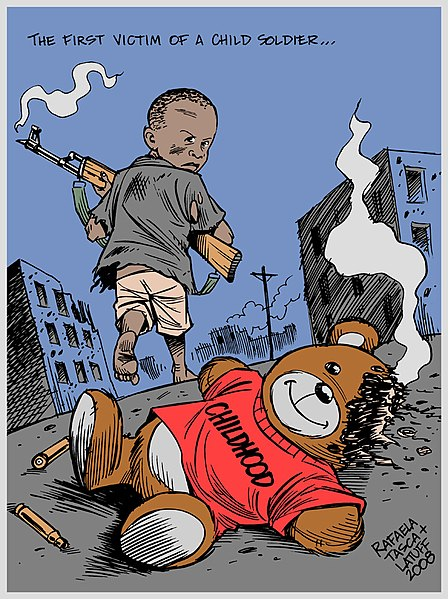 THE FIRST VICTIM OF A CHILD SOLDIER...
CHILDHOOD
RAFAELA
TASCA +
LATUFF
2008